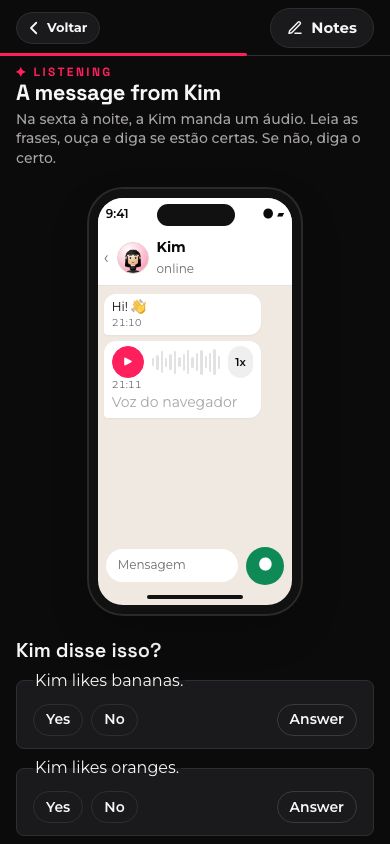 Voltar
Notes
LISTENING
A message from Kim
Na sexta à noite, a Kim manda um áudio. Leia as
frases, ouça e diga se estão certas. Se não, diga o
certo.
9:41
Kim
online
Hi! 👋
21:10
1x
21:11
Voz do navegador
Mensagem
Kim disse isso?
Kim likes bananas.
Yes
No
Answer
Kim likes oranges.
Yes
No
Answer